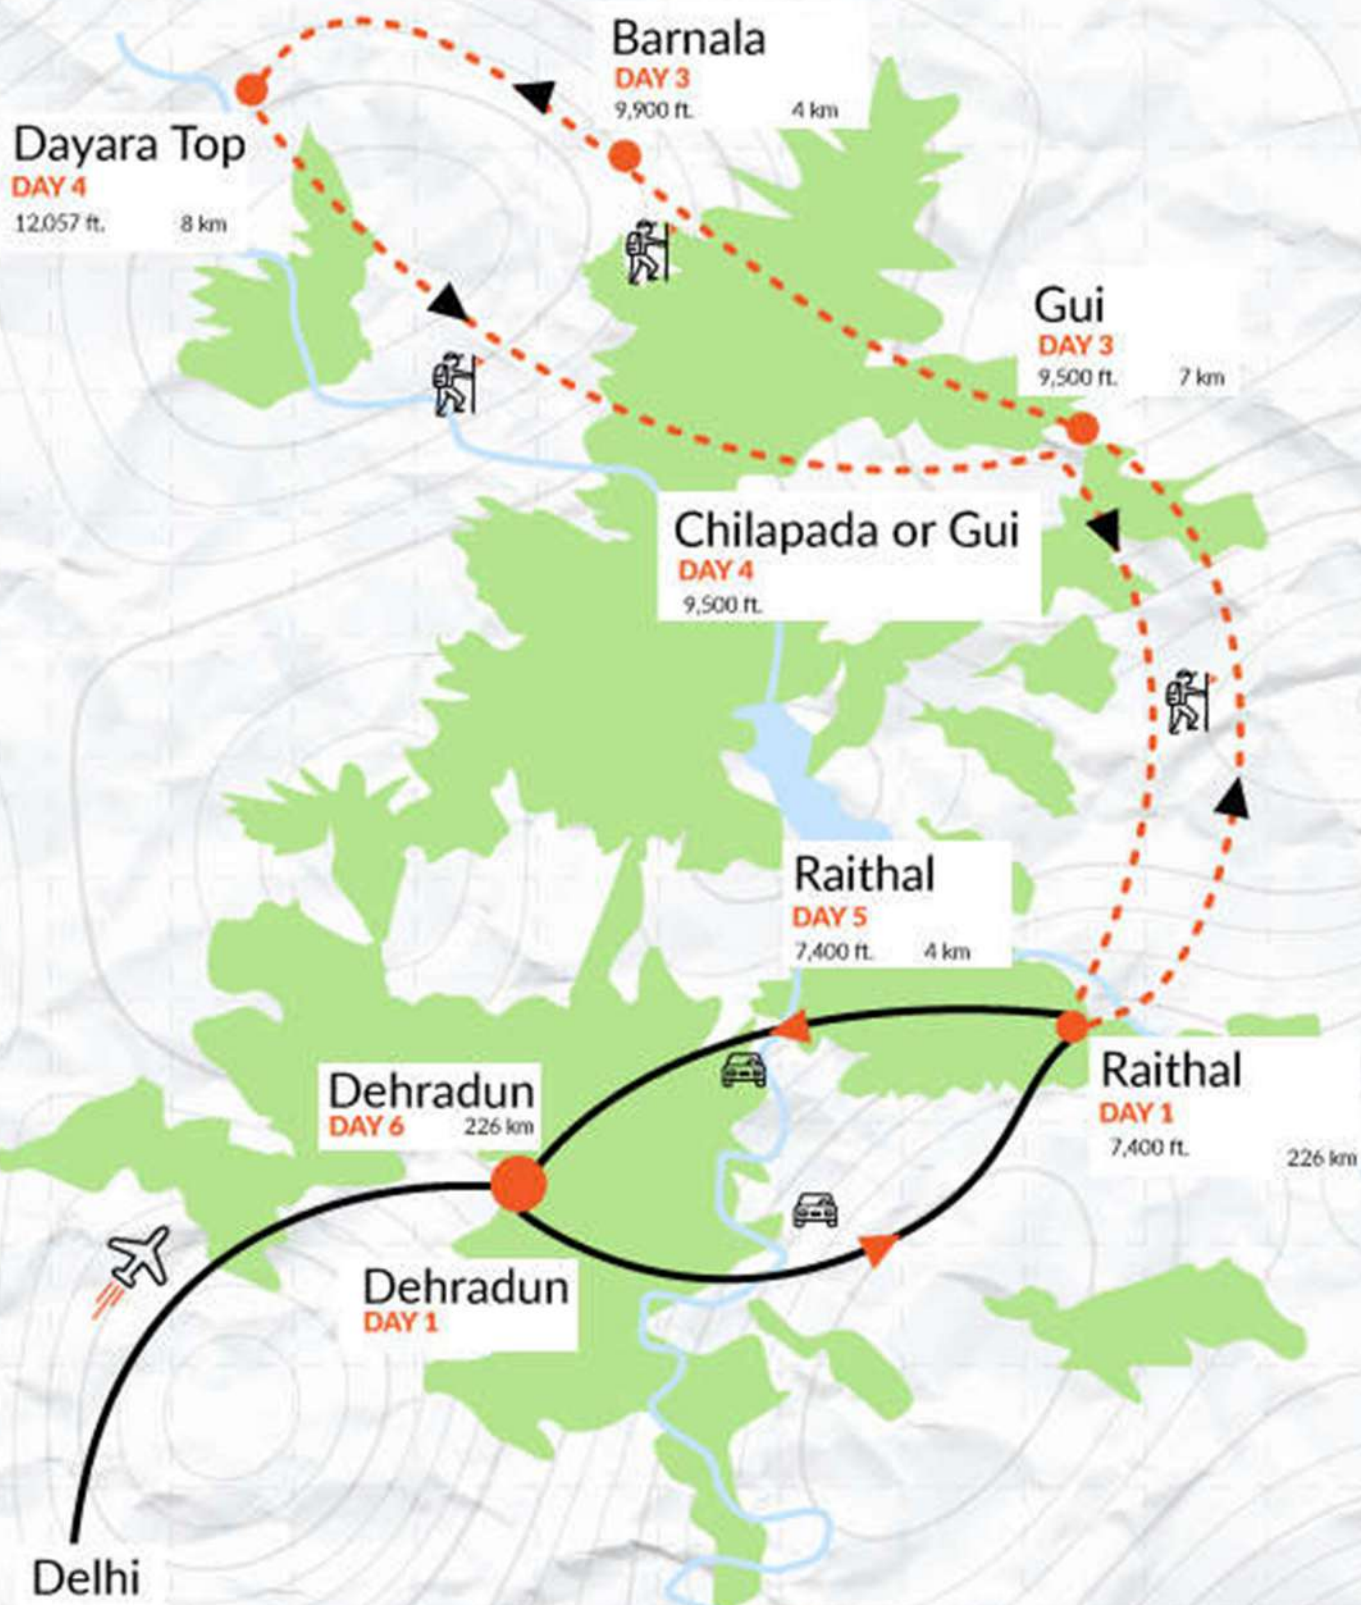 Barnala
DAY 3
9,900 ft. 4 km
Dayara Top
DAY 4
12,057 ft. 8 km
Gui
DAY 3
9,500 ft. 7 km
Chilapada or Gui
DAY 4
9,500 ft.
Raithal
DAY 5
7,400 ft. 4 km
Raithal
DAY 1
7,400 ft.
226 km
Dehradun
DAY 6 226 km
Dehradun
DAY 1
Delhi